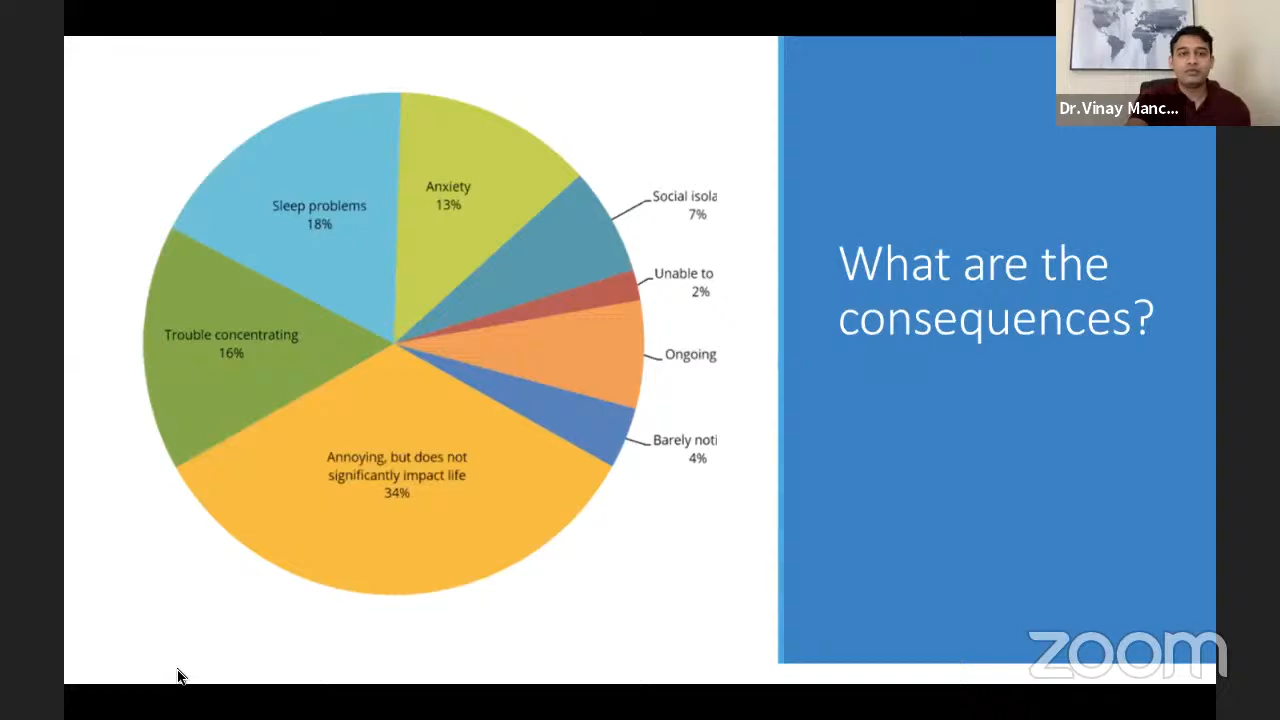 Anxiety
13%
Sleep problems
18%
Social isola
7%
Unable to
2%
Trouble concentrating
16%
Ongoing
Barely noti
4%
Annoying, but does not
significantly impact life
34%
What are the
consequences?
Dr.Vinay Manc...
zoom